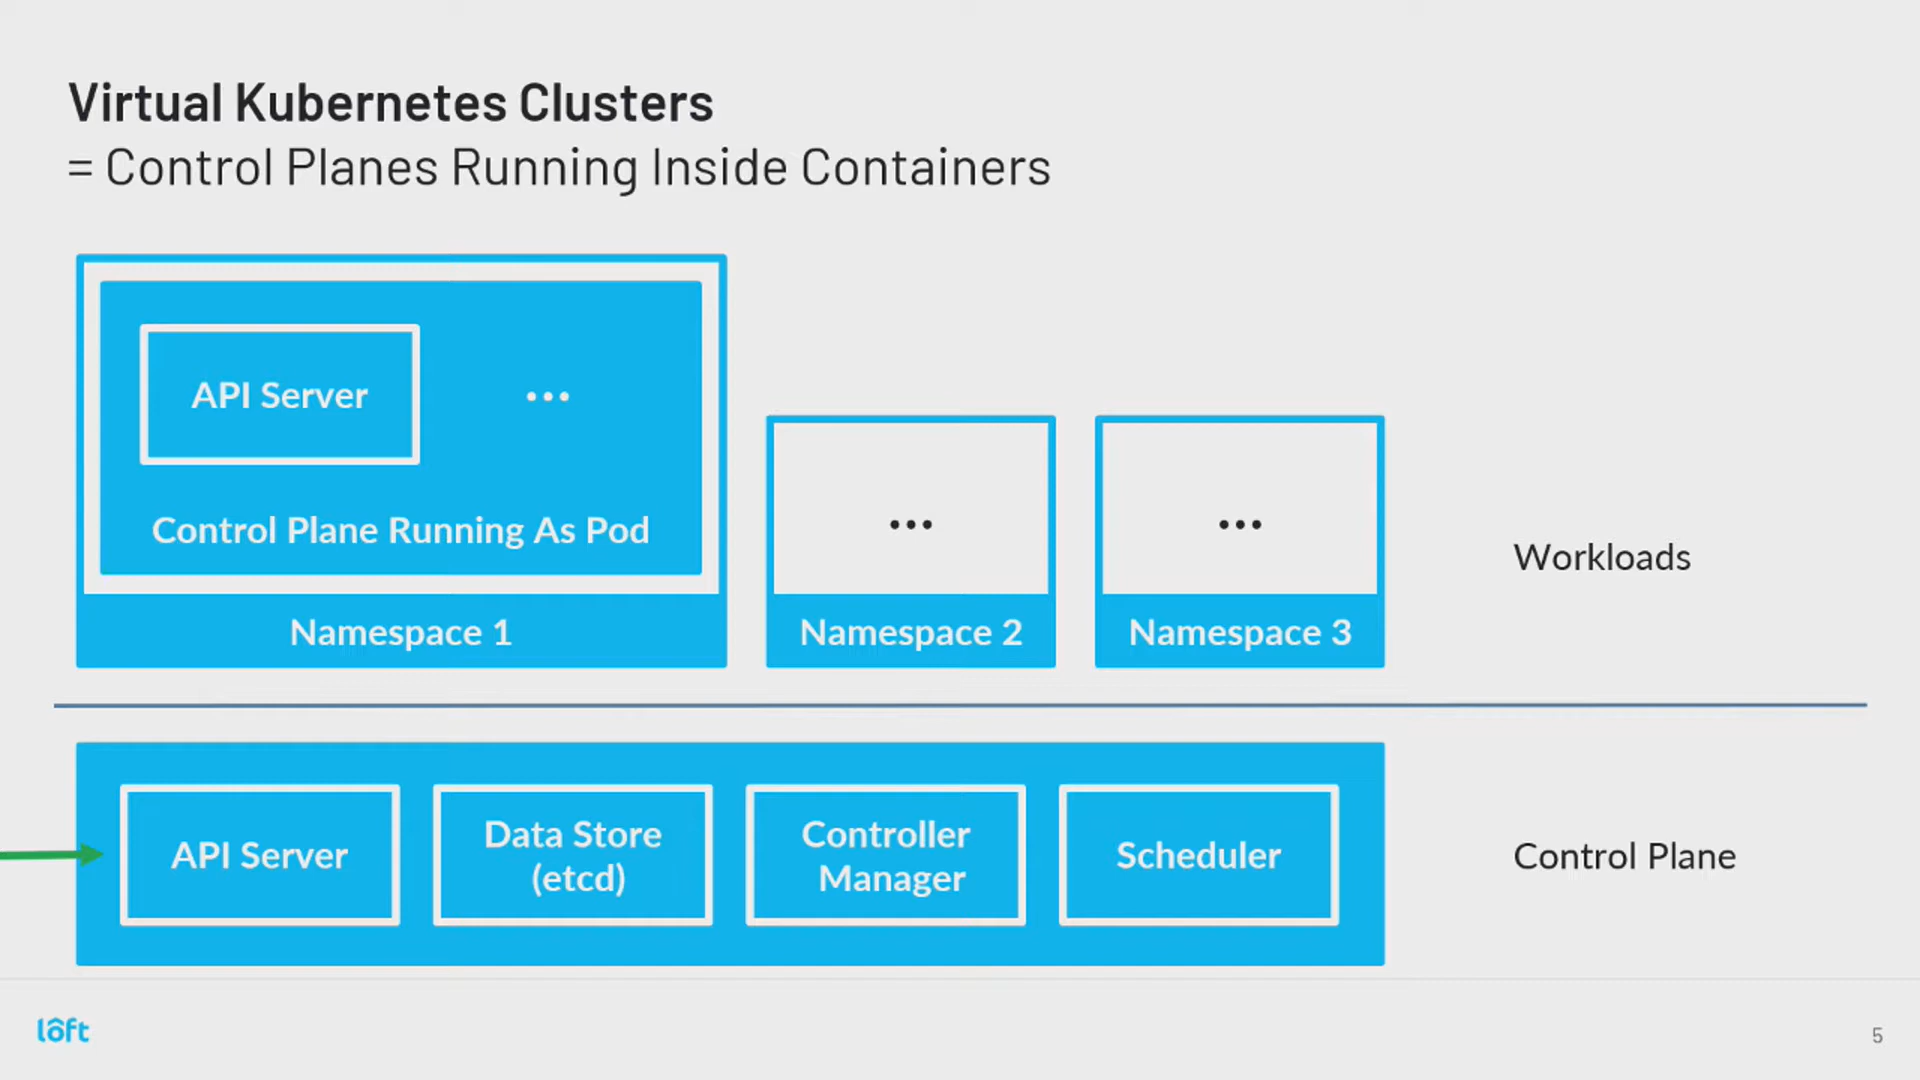 Virtual Kubernetes Clusters
= Control Planes Running Inside Containers
API Server
...
Control Plane Running As Pod
Namespace 1
...
Namespace 2
...
Namespace 3
Workloads
API Server
Data Store
(etcd)
Controller
Manager
Scheduler
Control Plane
lôft
5